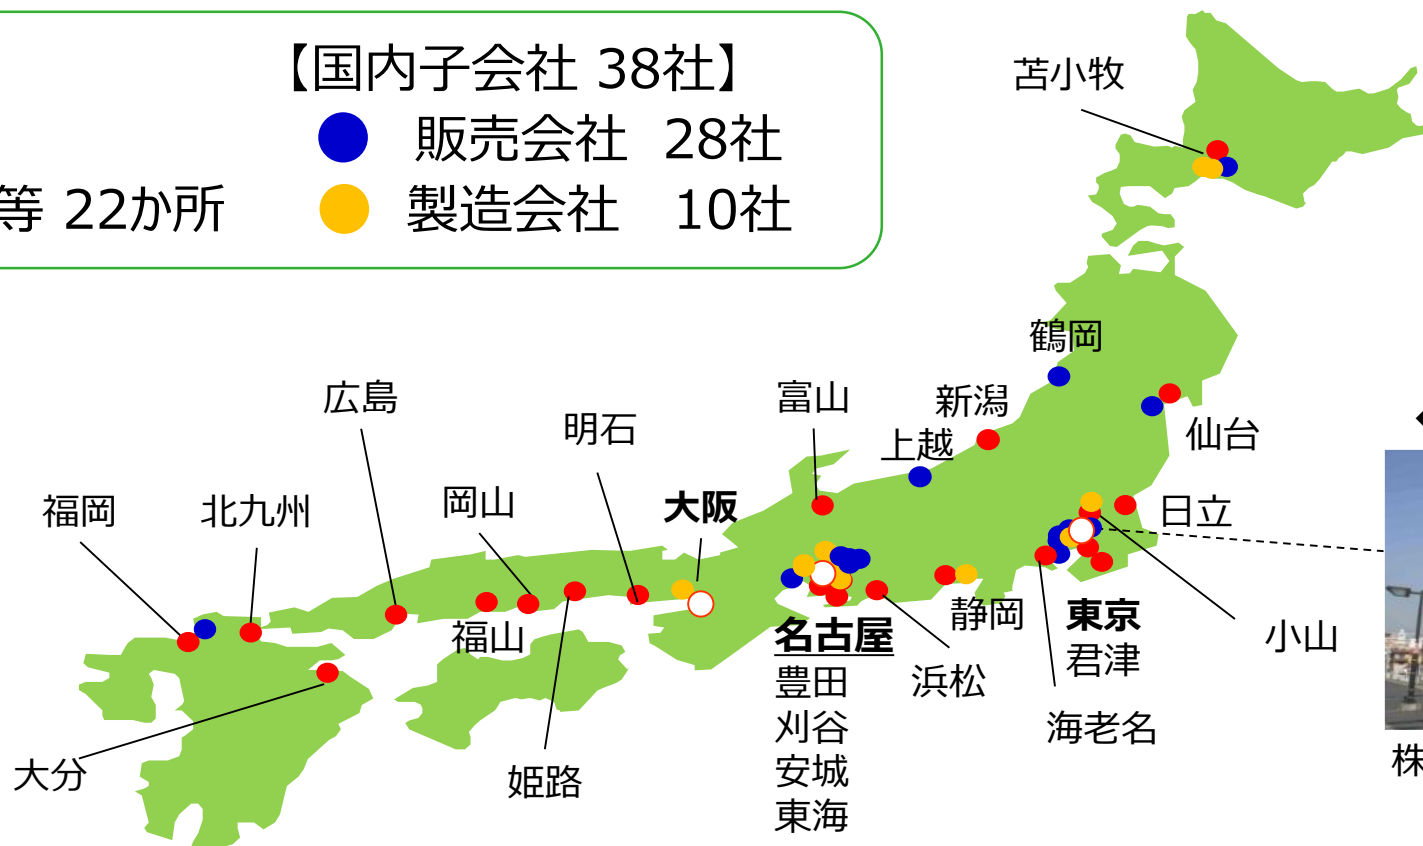 【国内子会社 38社】
販売会社 28社
等 22か所
製造会社 10社
苫小牧
鶴岡
広島
富山
新潟
明石
上越
仙台
福岡
北九州
岡山
大阪
日立
静岡
東京
福山
名古屋
小山
君津
豊田
浜松
刈谷
海老名
大分
姫路
安城
東海
株